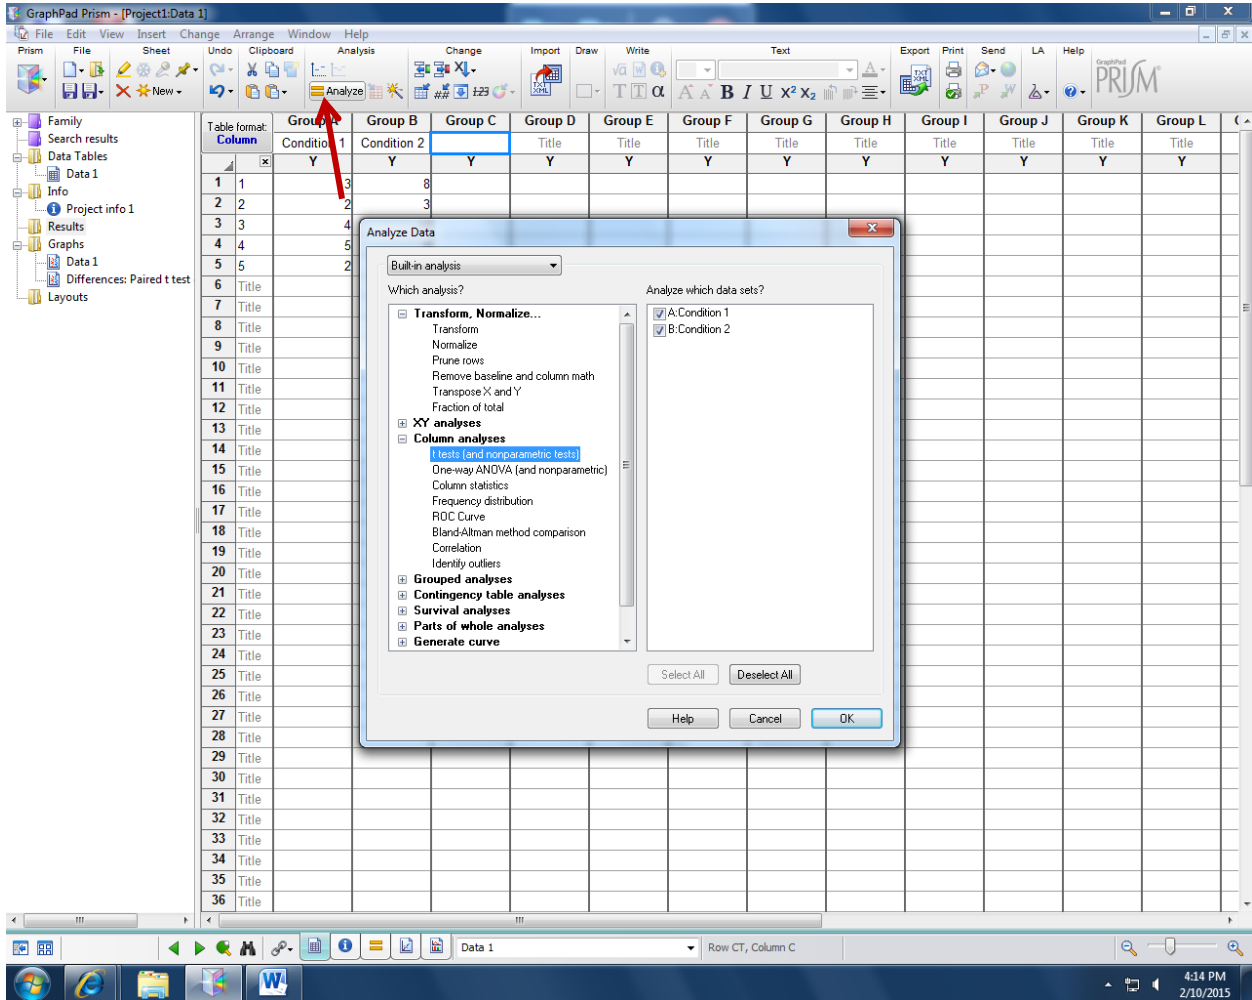 GraphPad Prism - [Project1:Data 1]
File Edit View Insert Change Arrange Window Help
Prism File Sheet Undo Clipboard Analysis Change Import Draw Write Text Export Print Send LA Help
New
Analyze
123
T T α A A B I U X² X₂
GraphPad PRISM
Family
Search results
Data Tables
Data 1
Info
Project info 1
Results
Graphs
Data 1
Differences: Paired t test
Layouts
Table format: Column
Group B Group C Group D Group E Group F Group G Group H Group I Group J Group K Group L
Condition 1 Condition 2 Title Title Title Title Title Title Title Title Title
Y Y Y Y Y Y Y Y Y Y Y Y
1 1 3 8
2 2 2 3
3 3 4
4 4 5
5 5 2
6 Title
7 Title
8 Title
9 Title
10 Title
11 Title
12 Title
13 Title
14 Title
15 Title
16 Title
17 Title
18 Title
19 Title
20 Title
21 Title
22 Title
23 Title
24 Title
25 Title
26 Title
27 Title
28 Title
29 Title
30 Title
31 Title
32 Title
33 Title
34 Title
35 Title
36 Title
Analyze Data
Built-in analysis
Which analysis?
Transform, Normalize...
Transform
Normalize
Prune rows
Remove baseline and column math
Transpose X and Y
Fraction of total
XY analyses
Column analyses
t tests (and nonparametric tests)
One-way ANOVA (and nonparametric)
Column statistics
Frequency distribution
ROC Curve
Bland-Altman method comparison
Correlation
Identify outliers
Grouped analyses
Contingency table analyses
Survival analyses
Parts of whole analyses
Generate curve
Analyze which data sets?
A:Condition 1
B:Condition 2
Select All Deselect All
Help Cancel OK
Data 1
Row CT, Column C
4:14 PM
2/10/2015